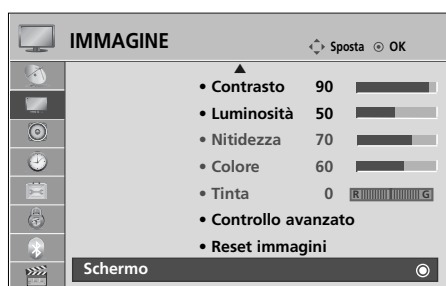 IMMAGINE Sposta OK
• Contrasto 90
• Luminosità 50
• Nitidezza 70
• Colore 60
• Tinta 0 R G
• Controllo avanzato
• Reset immagini
Schermo